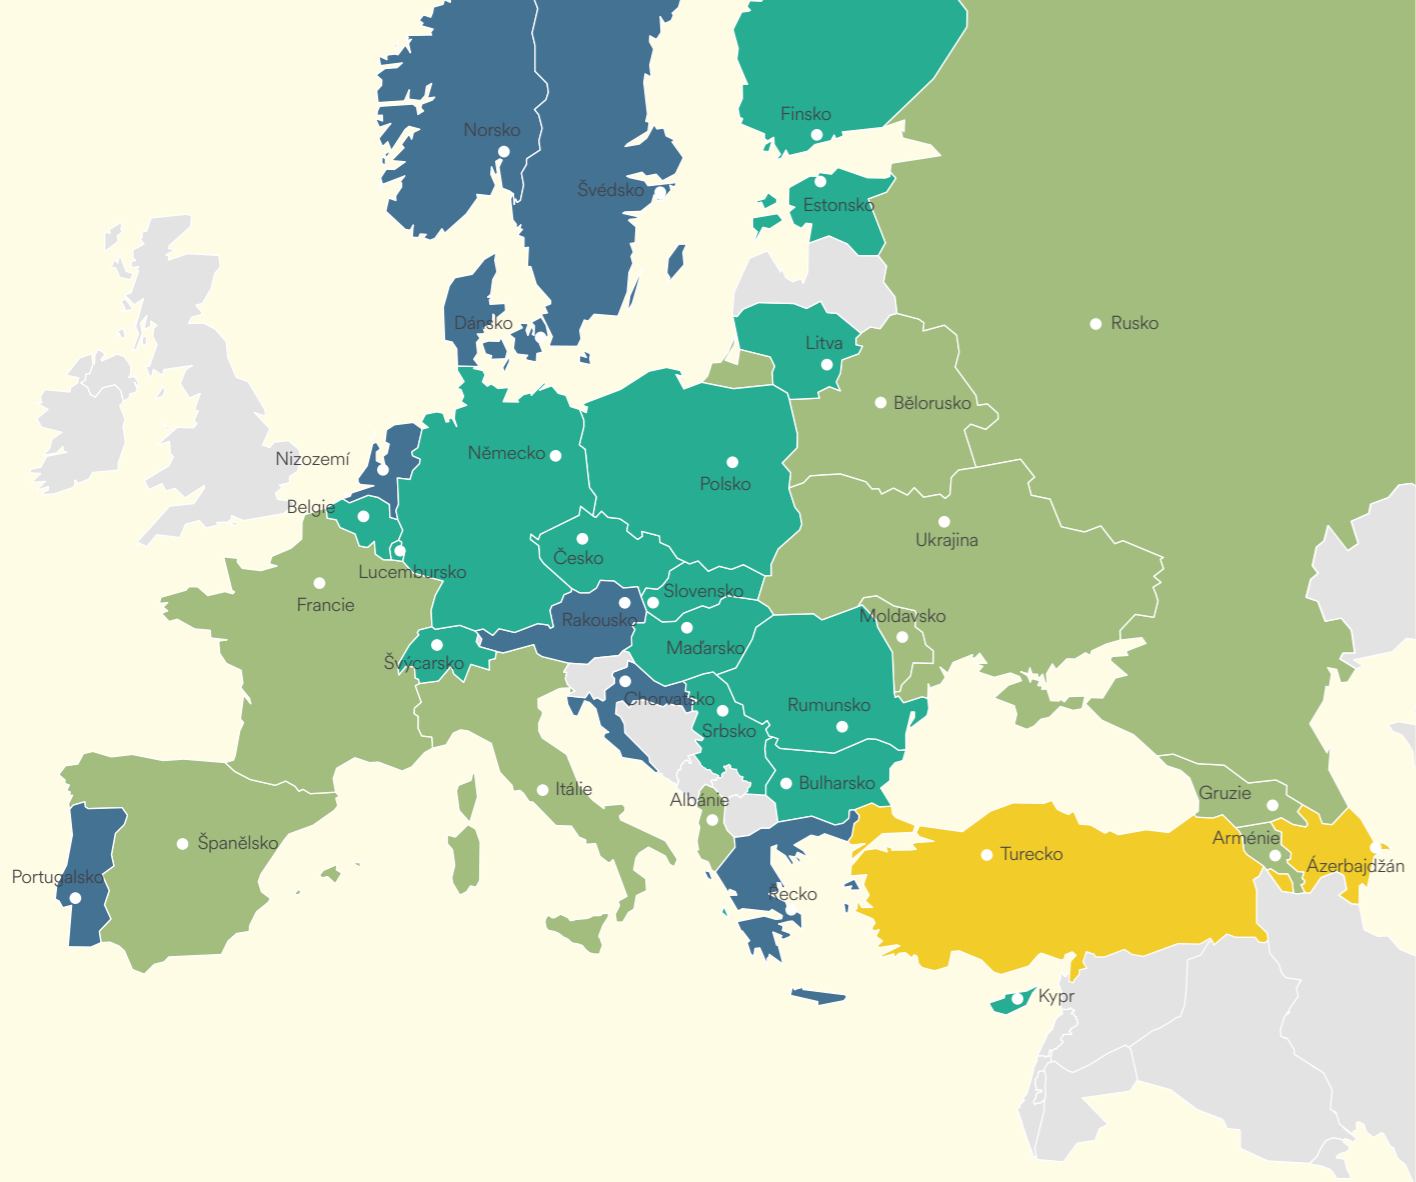 Finsko
Norsko
Švédsko
Estonsko
Dánsko
Rusko
Litva
Bělorusko
Německo
Nizozemí
Polsko
Belgie
Ukrajina
Česko
Lucembursko
Slovensko
Francie
Moldavsko
Rakousko
Maďarsko
Švýcarsko
Chorvatsko
Rumunsko
Srbsko
Bulharsko
Itálie
Gruzie
Albánie
Arménie
Španělsko
Turecko
Ázerbajdžán
Portugalsko
Řecko
Kypr